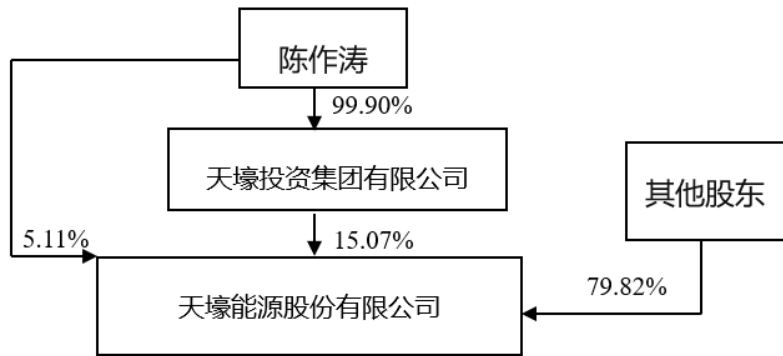 陈作涛
99.90%
天壕投资集团有限公司
其他股东
5.11%
15.07%
天壕能源股份有限公司
79.82%